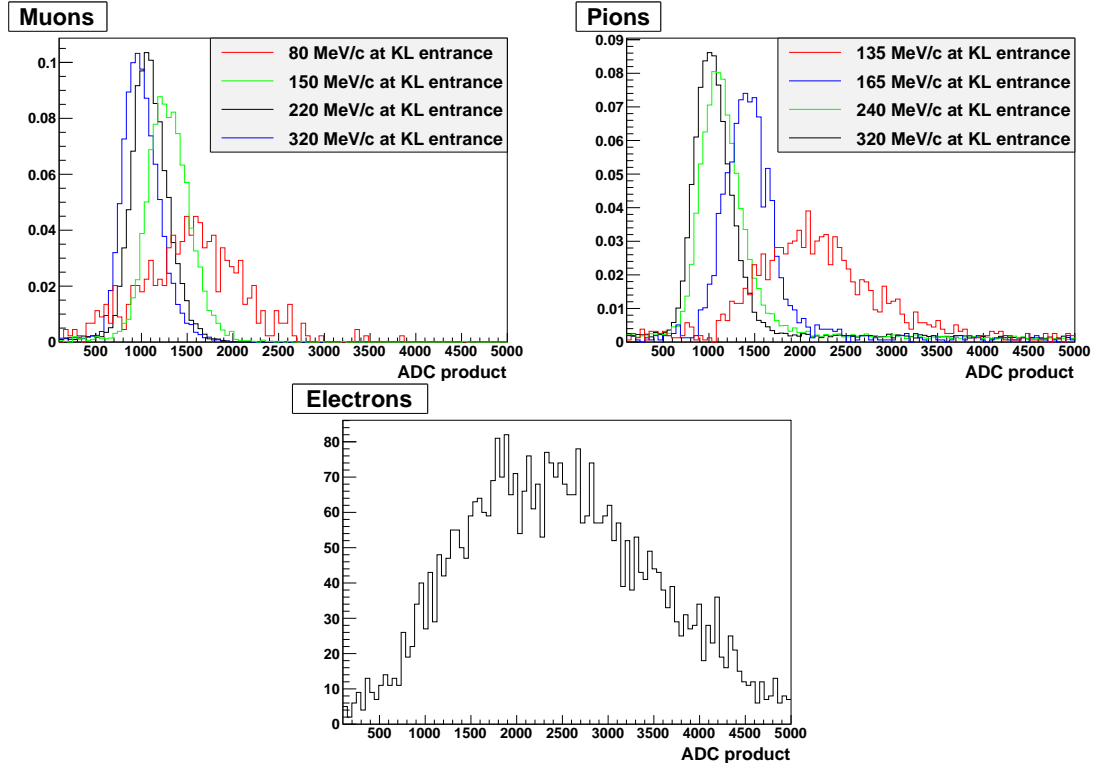 Muons
80 MeV/c at KL entrance
150 MeV/c at KL entrance
220 MeV/c at KL entrance
320 MeV/c at KL entrance
0.1
0.08
0.06
0.04
0.02
0
500 1000 1500 2000 2500 3000 3500 4000 4500 5000
ADC product
Pions
135 MeV/c at KL entrance
165 MeV/c at KL entrance
240 MeV/c at KL entrance
320 MeV/c at KL entrance
0.09
0.08
0.07
0.06
0.05
0.04
0.03
0.02
0.01
0
500 1000 1500 2000 2500 3000 3500 4000 4500 5000
ADC product
Electrons
80
70
60
50
40
30
20
10
0
500 1000 1500 2000 2500 3000 3500 4000 4500 5000
ADC product